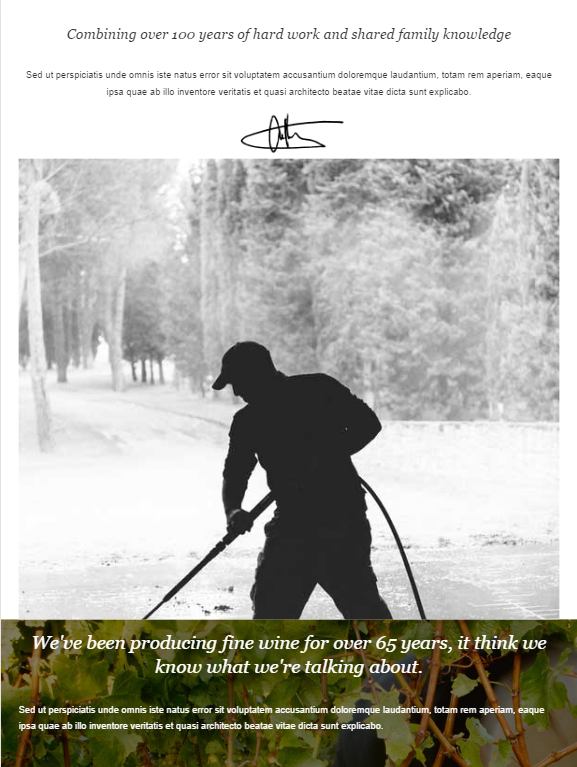 Combining over 100 years of hard work and shared family knowledge
Sed ut perspiciatis unde omnis iste natus error sit voluptatem accusantium doloremque laudantium, totam rem aperiam, eaque
ipsa quae ab illo inventore veritatis et quasi architecto beatae vitae dicta sunt explicabo.
We've been producing fine wine for over 65 years, it think we
know what we're talking about.
Sed ut perspiciatis unde omnis iste natus error sit voluptatem accusantium doloremque laudantium, totam rem aperiam, eaque
ipsa quae ab illo inventore veritatis et quasi architecto beatae vitae dicta sunt explicabo.